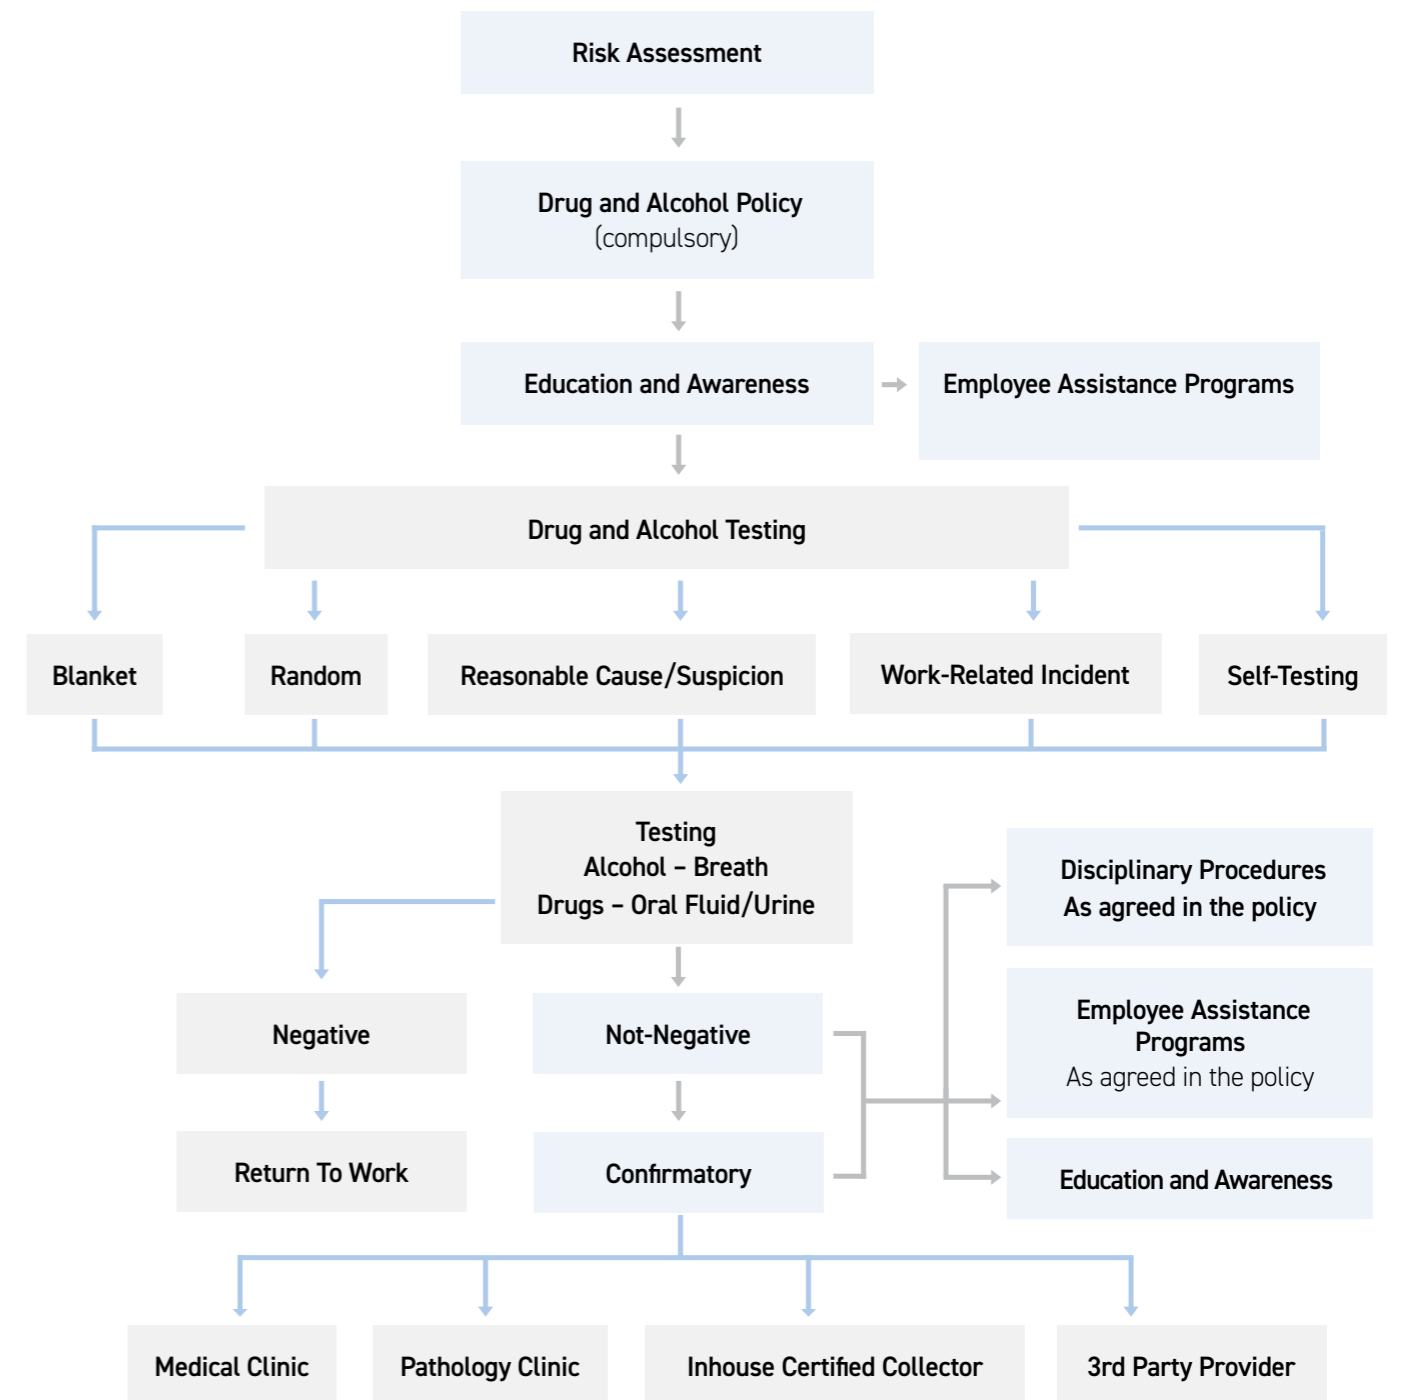 Risk Assessment
Drug and Alcohol Policy
(compulsory)
Education and Awareness
Employee Assistance Programs
Drug and Alcohol Testing
Blanket
Random
Reasonable Cause/Suspicion
Work-Related Incident
Self-Testing
Testing
Alcohol – Breath
Drugs – Oral Fluid/Urine
Disciplinary Procedures
As agreed in the policy
Negative
Not-Negative
Employee Assistance
Programs
As agreed in the policy
Return To Work
Confirmatory
Education and Awareness
Medical Clinic
Pathology Clinic
Inhouse Certified Collector
3rd Party Provider